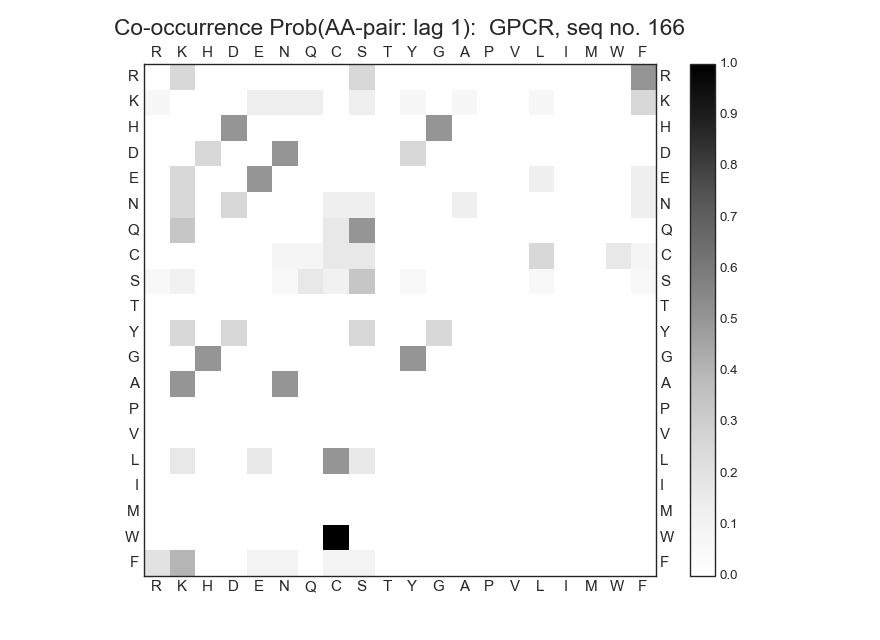 Co-occurrence Prob(AA-pair: lag 1):  GPCR, seq no. 166
R K H D E N Q C S T Y G A P V L I M W F
R R 1.0
K K 0.9
H H
D D 0.8
E E
N N 0.7
Q Q
C C 0.6
S S
T T
Y Y 0.5
G G
A A 0.4
P P
V V 0.3
L L
I I 0.2
M M
W W 0.1
F F
0.0
R K H D E N Q C S T Y G A P V L I M W F